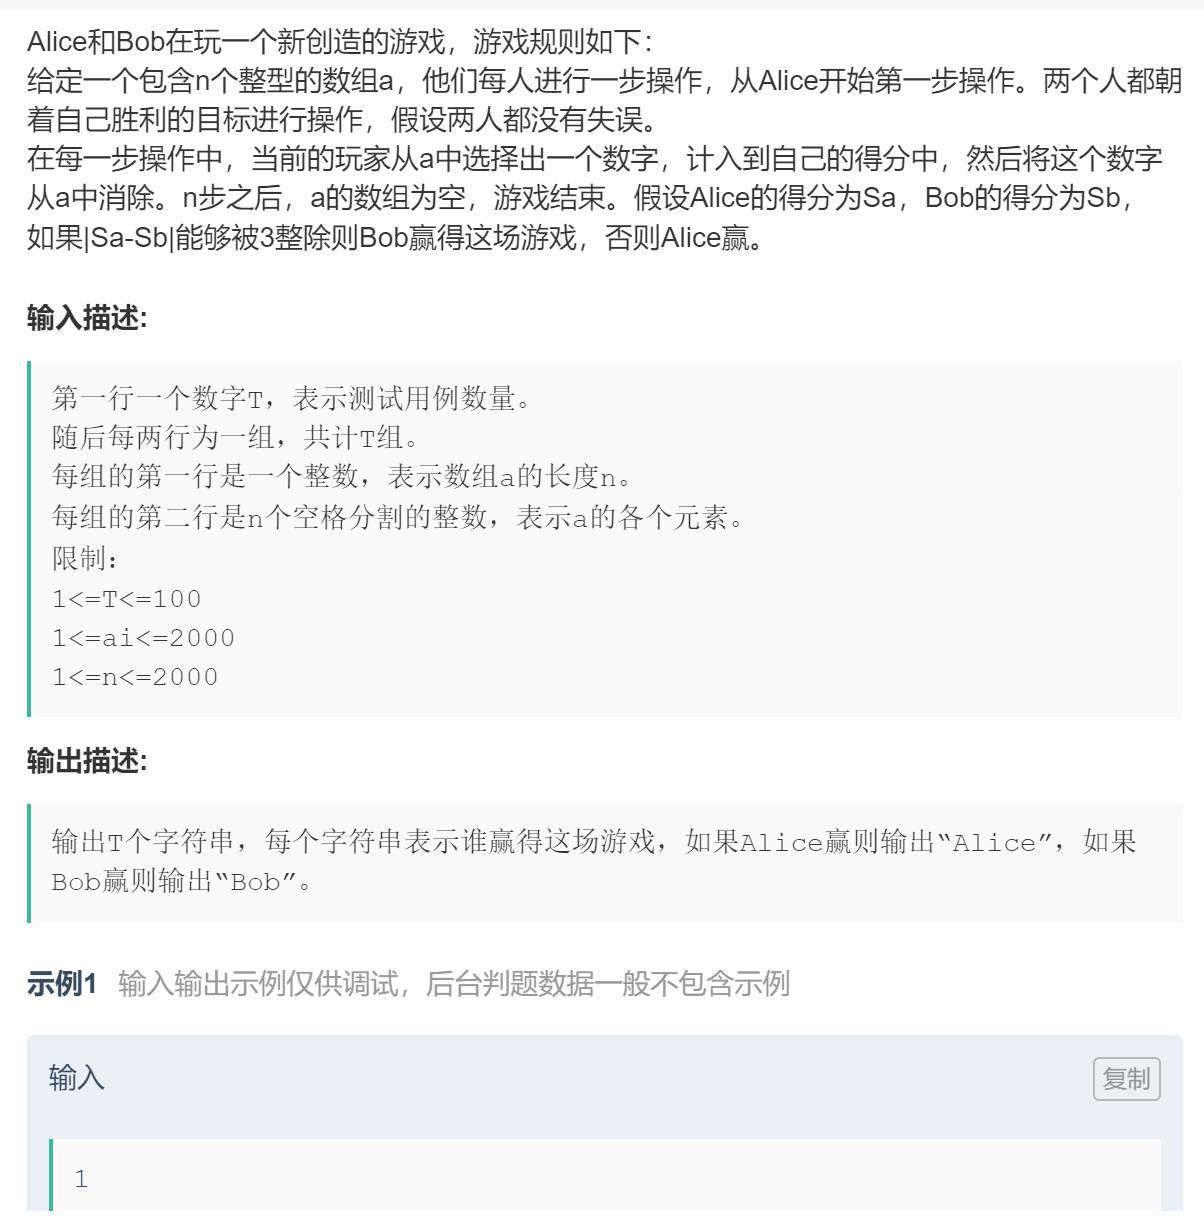 Alice和Bob在玩一个新创造的游戏，游戏规则如下：
给定一个包含n个整型的数组a，他们每人进行一步操作，从Alice开始第一步操作。两个人都朝
着自己胜利的目标进行操作，假设两人都没有失误。
在每一步操作中，当前的玩家从a中选择出一个数字，计入到自己的得分中，然后将这个数字
从a中消除。n步之后，a的数组为空，游戏结束。假设Alice的得分为Sa，Bob的得分为Sb，
如果|Sa-Sb|能够被3整除则Bob赢得这场游戏，否则Alice赢。
输入描述:
第一行一个数字T，表示测试用例数量。
随后每两行为一组，共计T组。
每组的第一行是一个整数，表示数组a的长度n。
每组的第二行是n个空格分割的整数，表示a的各个元素。
限制：
1<=T<=100
1<=ai<=2000
1<=n<=2000
输出描述:
输出T个字符串，每个字符串表示谁赢得这场游戏，如果Alice赢则输出“Alice”，如果
Bob赢则输出“Bob”。
示例1 输入输出示例仅供调试，后台判题数据一般不包含示例
输入 复制
1